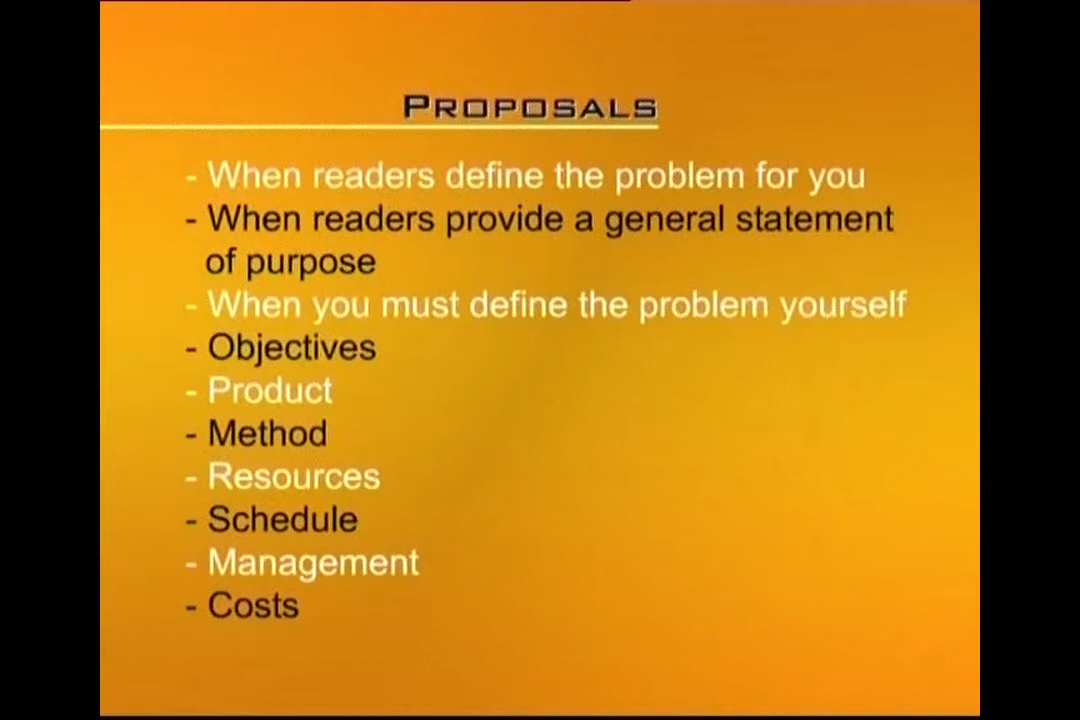 PROPOSALS
- When readers define the problem for you
- When readers provide a general statement
of purpose
- When you must define the problem yourself
- Objectives
- Product
- Method
- Resources
- Schedule
- Management
- Costs